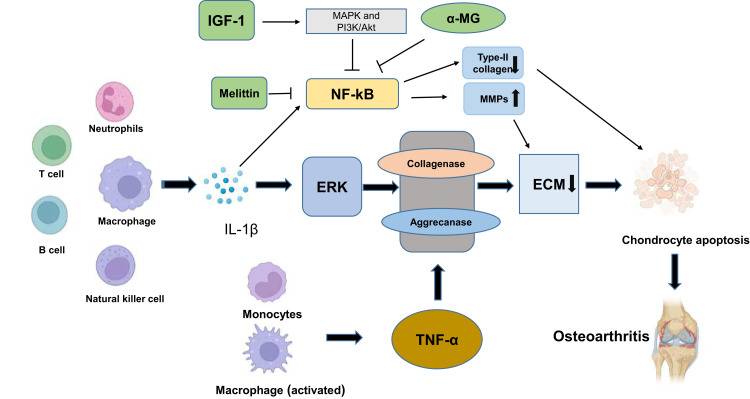 IGF-1
MAPK and
PI3K/Akt
α-MG
Type-II
collagen
Melittin
NF-kB
MMPs
Neutrophils
T cell
Collagenase
ERK
ECM
Macrophage
Aggrecanase
IL-1β
B cell
Chondrocyte apoptosis
Natural killer cell
Monocytes
TNF-α
Osteoarthritis
Macrophage (activated)